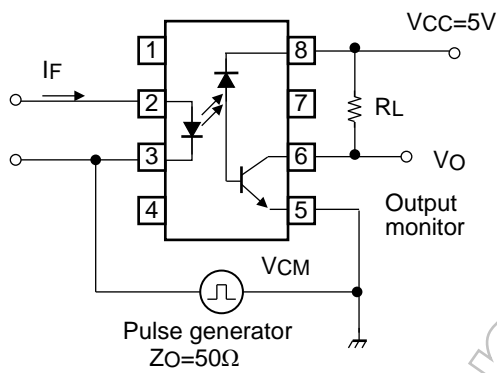 VCC=5V
IF
1
2
3
4
8
7
6
5
RL
VO
Output
monitor
VCM
Pulse generator
ZO=50Ω